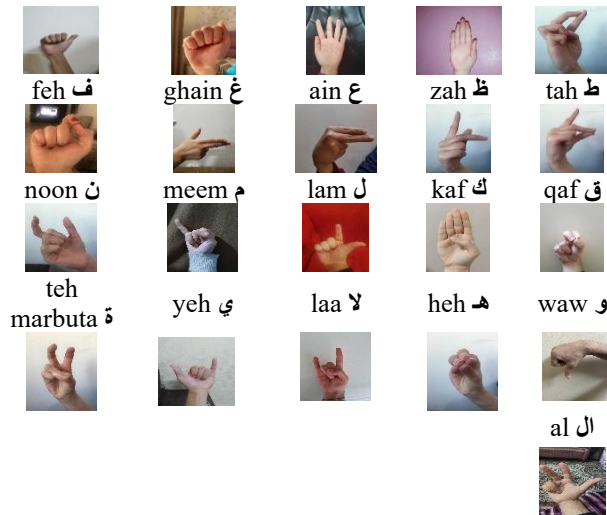 feh ف ghain غ ain ع zah ظ tah ط
noon ن meem م lam ل kaf ك qaf ق
teh
marbuta ة yeh ي laa لا heh هـ waw و
al ال